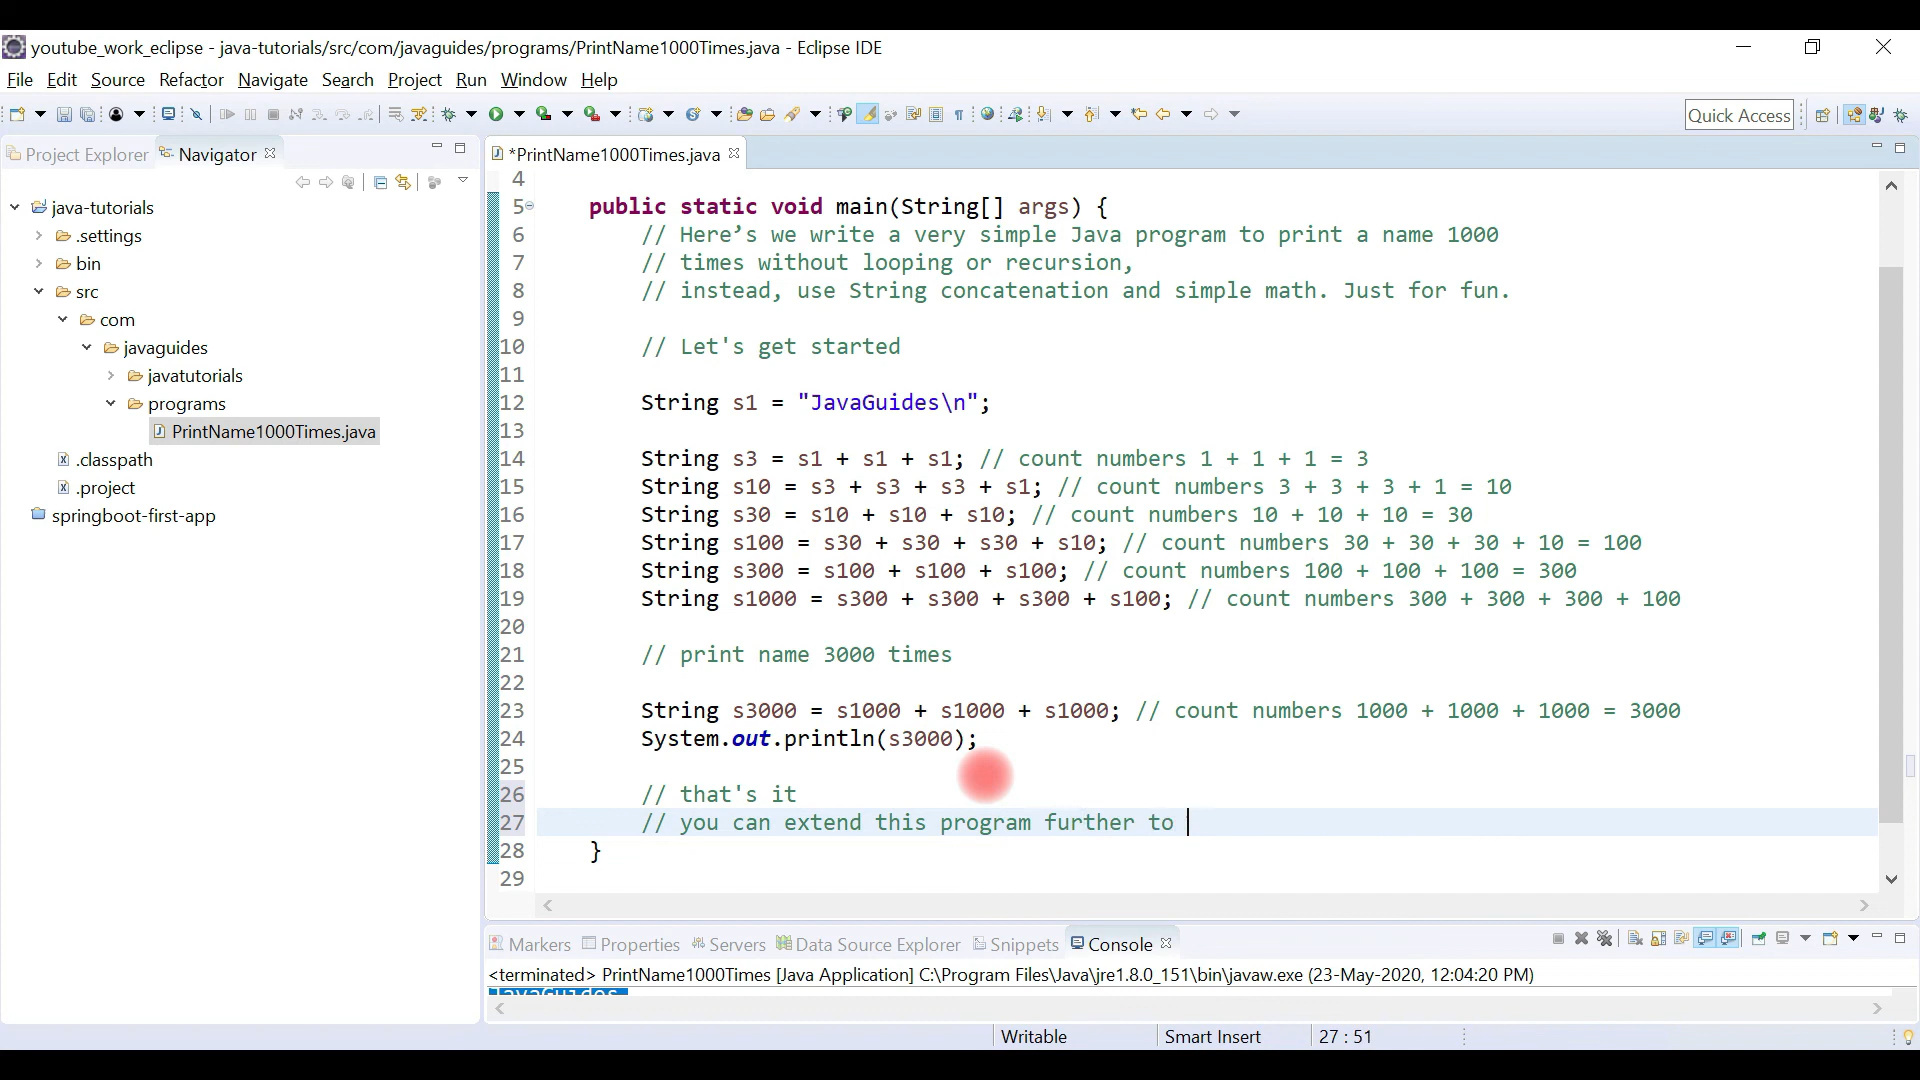 youtube_work_eclipse - java-tutorials/src/com/javaguides/programs/PrintName1000Times.java - Eclipse IDE
File Edit Source Refactor Navigate Search Project Run Window Help
Quick Access
Project Explorer Navigator
*PrintName1000Times.java
java-tutorials
.settings
bin
src
com
javaguides
javatutorials
programs
PrintName1000Times.java
.classpath
.project
springboot-first-app
4
5 public static void main(String[] args) {
6 // Here’s we write a very simple Java program to print a name 1000
7 // times without looping or recursion,
8 // instead, use String concatenation and simple math. Just for fun.
9
10 // Let's get started
11
12 String s1 = "JavaGuides\n";
13
14 String s3 = s1 + s1 + s1; // count numbers 1 + 1 + 1 = 3
15 String s10 = s3 + s3 + s3 + s1; // count numbers 3 + 3 + 3 + 1 = 10
16 String s30 = s10 + s10 + s10; // count numbers 10 + 10 + 10 = 30
17 String s100 = s30 + s30 + s30 + s10; // count numbers 30 + 30 + 30 + 10 = 100
18 String s300 = s100 + s100 + s100; // count numbers 100 + 100 + 100 = 300
19 String s1000 = s300 + s300 + s300 + s100; // count numbers 300 + 300 + 300 + 100
20
21 // print name 3000 times
22
23 String s3000 = s1000 + s1000 + s1000; // count numbers 1000 + 1000 + 1000 = 3000
24 System.out.println(s3000);
25
26 // that's it
27 // you can extend this program further to
28 }
29
Markers Properties Servers Data Source Explorer Snippets Console
<terminated> PrintName1000Times [Java Application] C:\Program Files\Java\jre1.8.0_151\bin\javaw.exe (23-May-2020, 12:04:20 PM)
JavaGuides
Writable Smart Insert 27 : 51